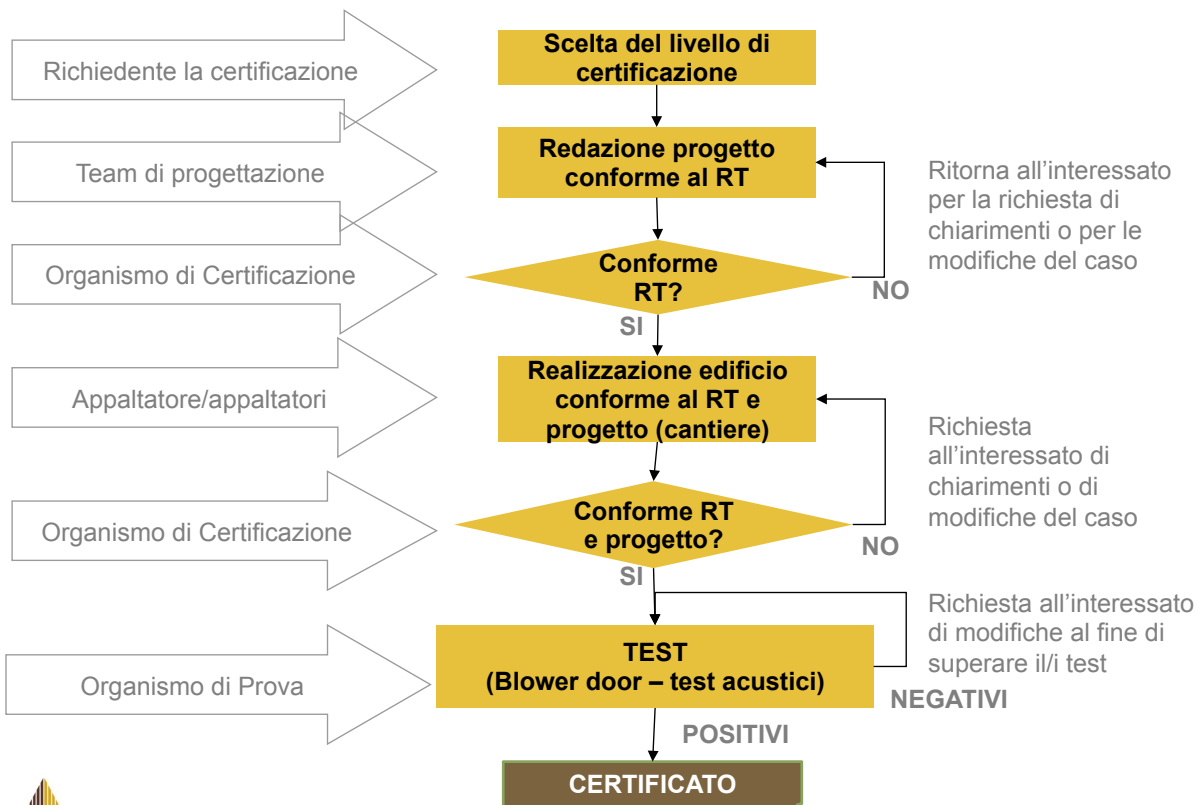 Richiedente la certificazione
Scelta del livello di
certificazione
Team di progettazione
Redazione progetto
conforme al RT
Ritorna all’interessato
per la richiesta di
chiarimenti o per le
modifiche del caso
Organismo di Certificazione
Conforme
RT?
NO
SI
Appaltatore/appaltatori
Realizzazione edificio
conforme al RT e
progetto (cantiere)
Richiesta
all’interessato di
chiarimenti o di
modifiche del caso
Organismo di Certificazione
Conforme RT
e progetto?
NO
SI
Richiesta all’interessato
di modifiche al fine di
superare il/i test
Organismo di Prova
TEST
(Blower door – test acustici)
NEGATIVI
POSITIVI
CERTIFICATO